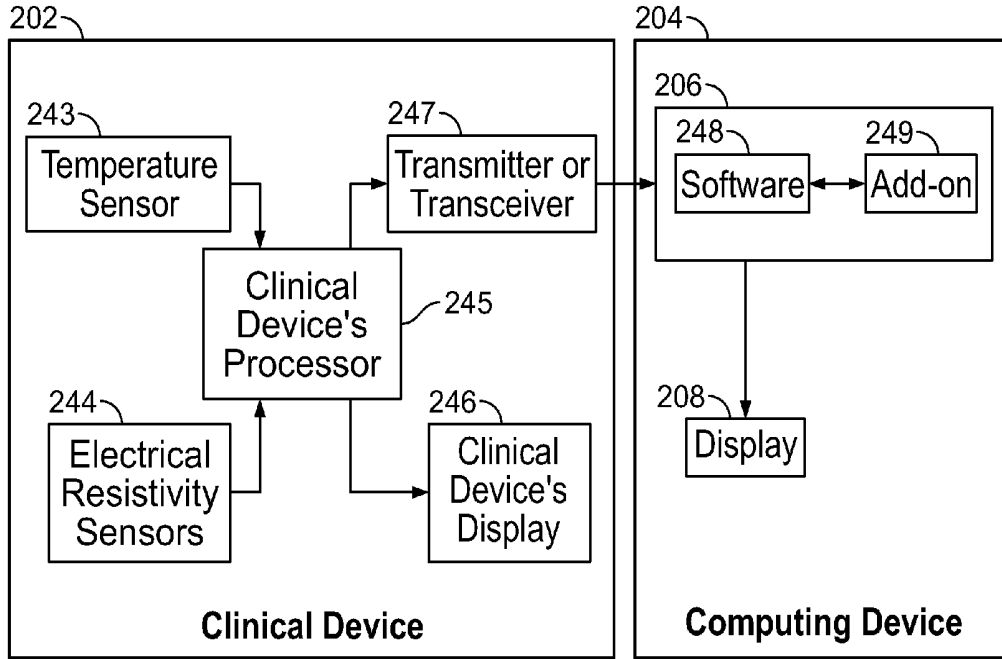 202
204
243
Temperature
Sensor
247
Transmitter or
Transceiver
206
248
Software
249
Add-on
Clinical
Device's
Processor
245
244
Electrical
Resistivity
Sensors
246
Clinical
Device's
Display
208
Display
Clinical Device
Computing Device